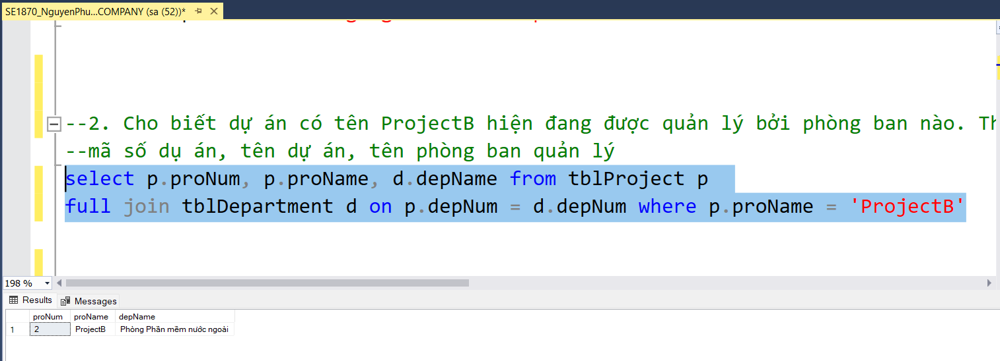 SE1870_NguyenPhu...COMPANY (sa (52))*
--2. Cho biết dự án có tên ProjectB hiện đang được quản lý bởi phòng ban nào. Th
--mã số dụ án, tên dự án, tên phòng ban quản lý
select p.proNum, p.proName, d.depName from tblProject p
full join tblDepartment d on p.depNum = d.depNum where p.proName = 'ProjectB'
198 %
Results Messages
proNum proName depName
1 2 ProjectB Phòng Phần mềm nước ngoài